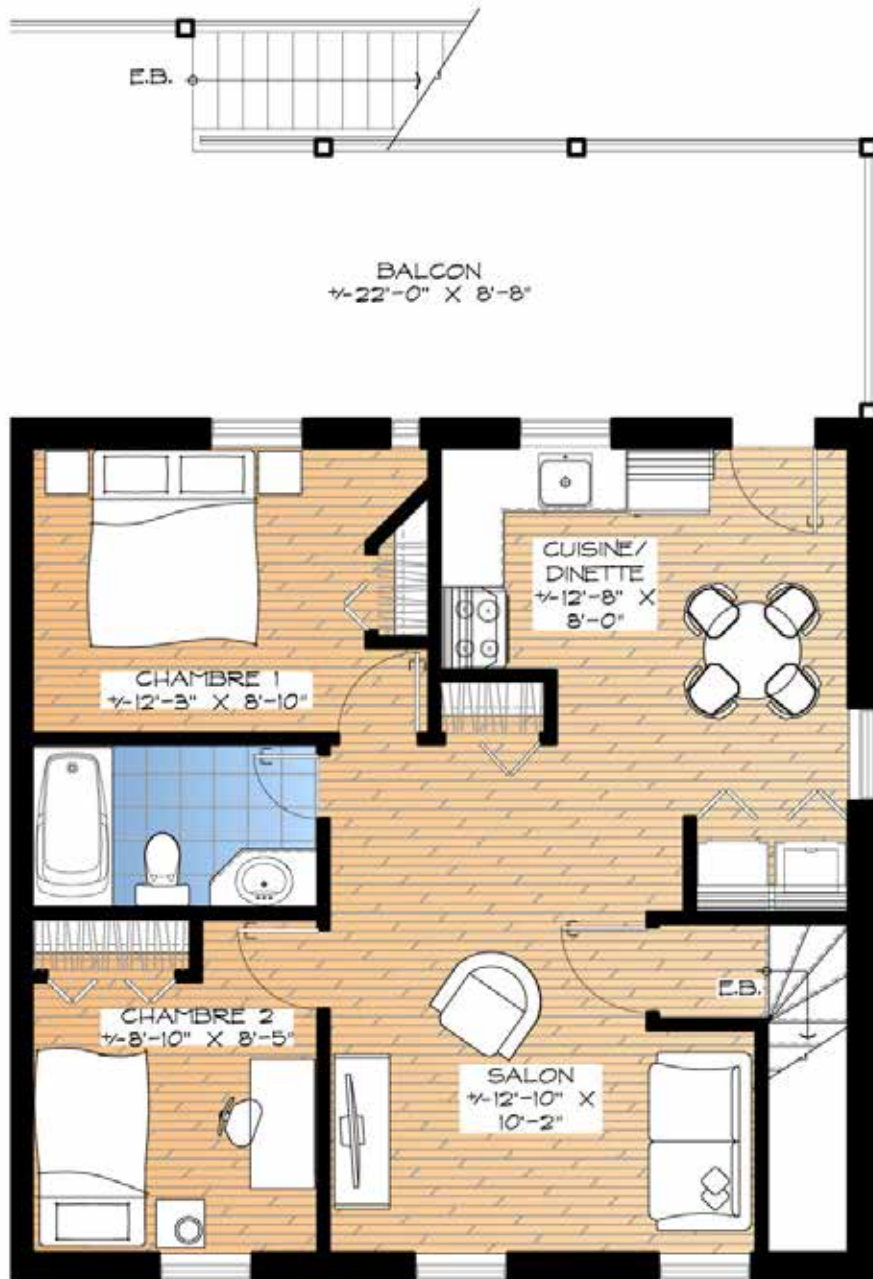 E.B.
BALCON
+/-22'-0" X 8'-8"
CUISINE/
DINETTE
+/-12'-8" X
8'-0"
CHAMBRE 1
+/-12'-3" X 8'-10"
E.B.
CHAMBRE 2
+/-8'-10" X 8'-5"
SALON
+/-12'-10" X
10'-2"